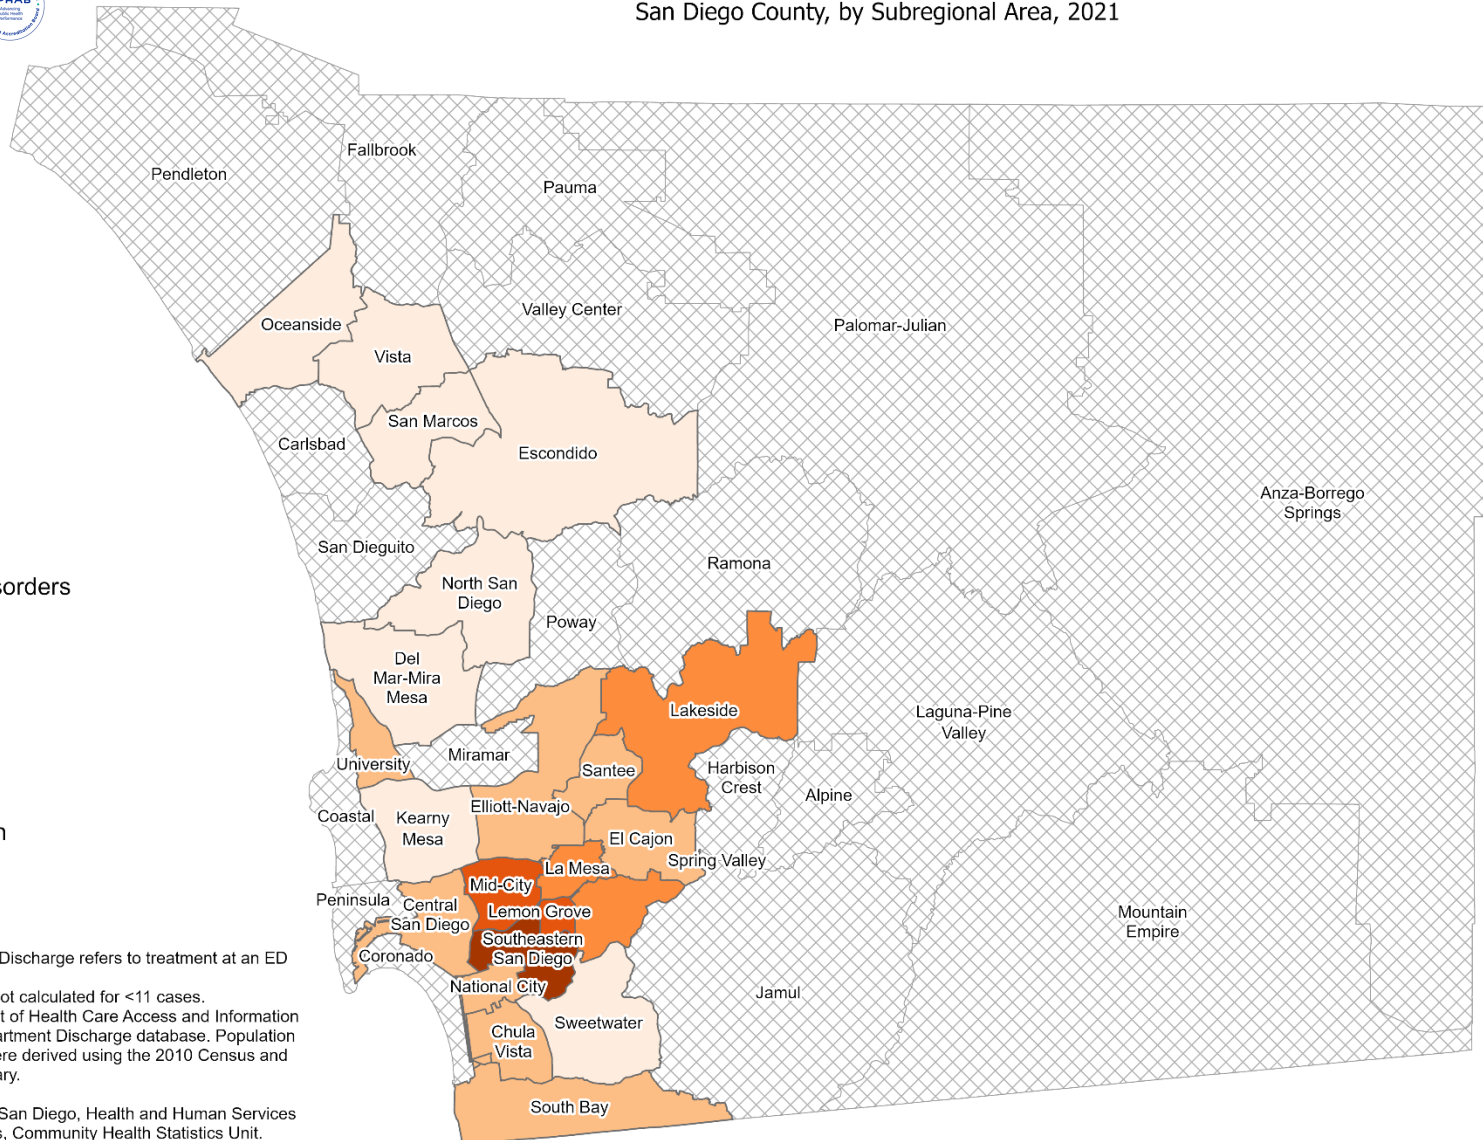 San Diego County, by Subregional Area, 2021
Fallbrook
Pendleton
Pauma
Valley Center
Oceanside
Palomar-Julian
Vista
San Marcos
Carlsbad
Escondido
Anza-Borrego
Springs
San Dieguito
Ramona
North San
Diego
sorders
Poway
Del
Mar-Mira
Mesa
Lakeside
Laguna-Pine
Valley
Miramar
University
Santee
Harbison
Crest
Alpine
Elliott-Navajo
Coastal
Kearny
Mesa
n
El Cajon
Spring Valley
La Mesa
Mid-City
Peninsula
Central
San Diego
Lemon Grove
Mountain
Empire
Southeastern
San Diego
Coronado
Discharge refers to treatment at an ED
National City
Jamul
ot calculated for <11 cases.
t of Health Care Access and Information
artment Discharge database. Population
ere derived using the 2010 Census and
ary.
Sweetwater
Chula
Vista
South Bay
San Diego, Health and Human Services
s, Community Health Statistics Unit.